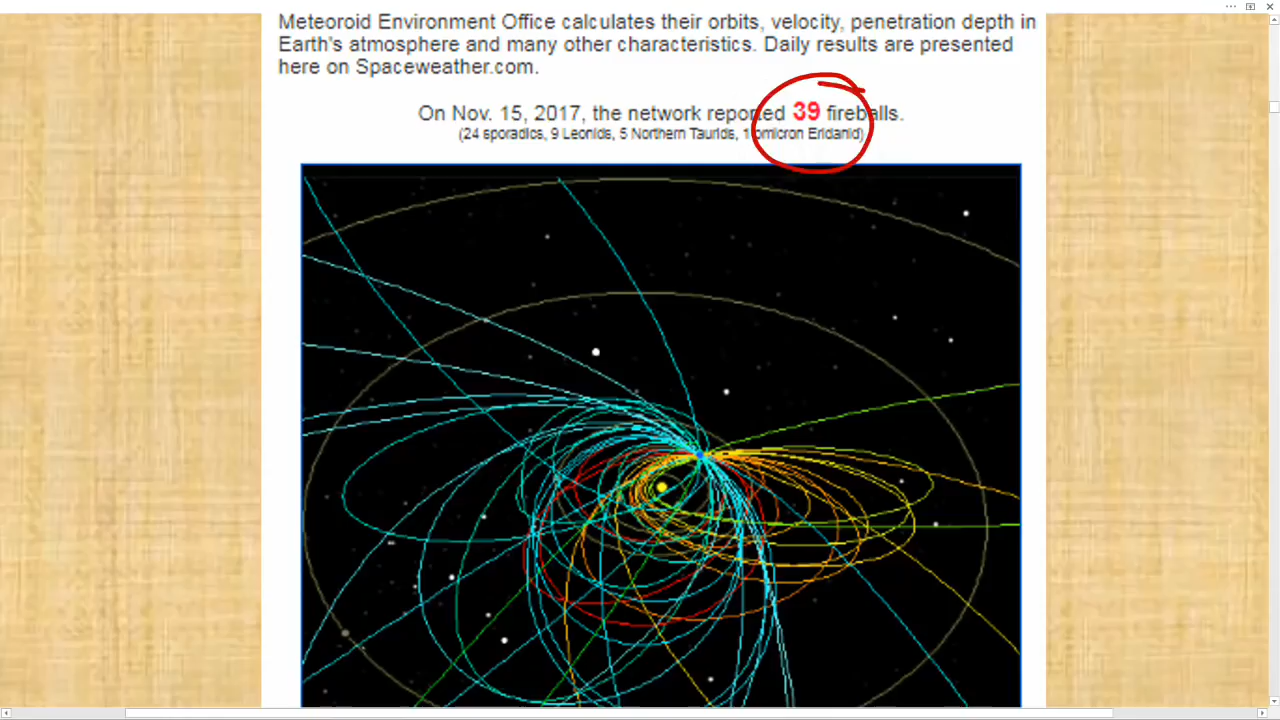 Meteoroid Environment Office calculates their orbits, velocity, penetration depth in
Earth's atmosphere and many other characteristics. Daily results are presented
here on Spaceweather.com.
On Nov. 15, 2017, the network reported 39 fireballs.
(24 sporadics, 9 Leonids, 5 Northern Taurids, 1 omicron Eridanid)